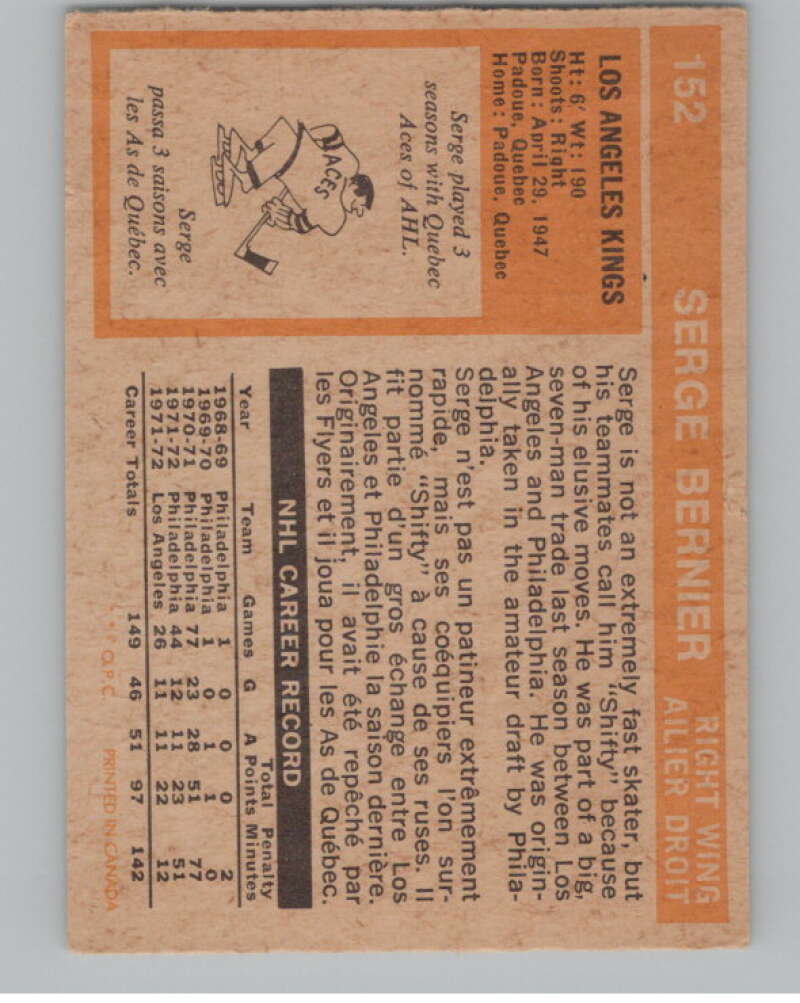 152 SERGE BERNIER RIGHT WING
AILIER DROIT
LOS ANGELES KINGS
Ht: 6' Wt: 190
Shoots: Right
Born: April 29, 1947
Padoue, Quebec
Home: Padoue, Quebec
Serge played 3
seasons with Quebec
Aces of AHL.
ACES
Serge
passa 3 saisons avec
les As de Québec.
Serge is not an extremely fast skater, but
his teammates call him "Shifty" because
of his elusive moves. He was part of a big,
seven-man trade last season between Los
Angeles and Philadelphia. He was origin-
ally taken in the amateur draft by Phila-
delphia.
Serge n'est pas un patineur extrêmement
rapide, mais ses coéquipiers l'on sur-
nommé "Shifty" à cause de ses ruses. Il
fit partie d'un gros échange entre Los
Angeles et Philadelphie la saison dernière.
Originairement, il avait été repêché par
les Flyers et il joua pour les As de Québec.
NHL CAREER RECORD
Total Penalty
Year Team Games G A Points Minutes
1968-69 Philadelphia 1 0 0 0 2
1969-70 Philadelphia 1 0 1 1 0
1970-71 Philadelphia 77 23 28 51 77
1971-72 Philadelphia 44 12 11 23 51
1971-72 Los Angeles 26 11 11 22 12
Career Totals 149 46 51 97 142
O.P.C. PRINTED IN CANADA